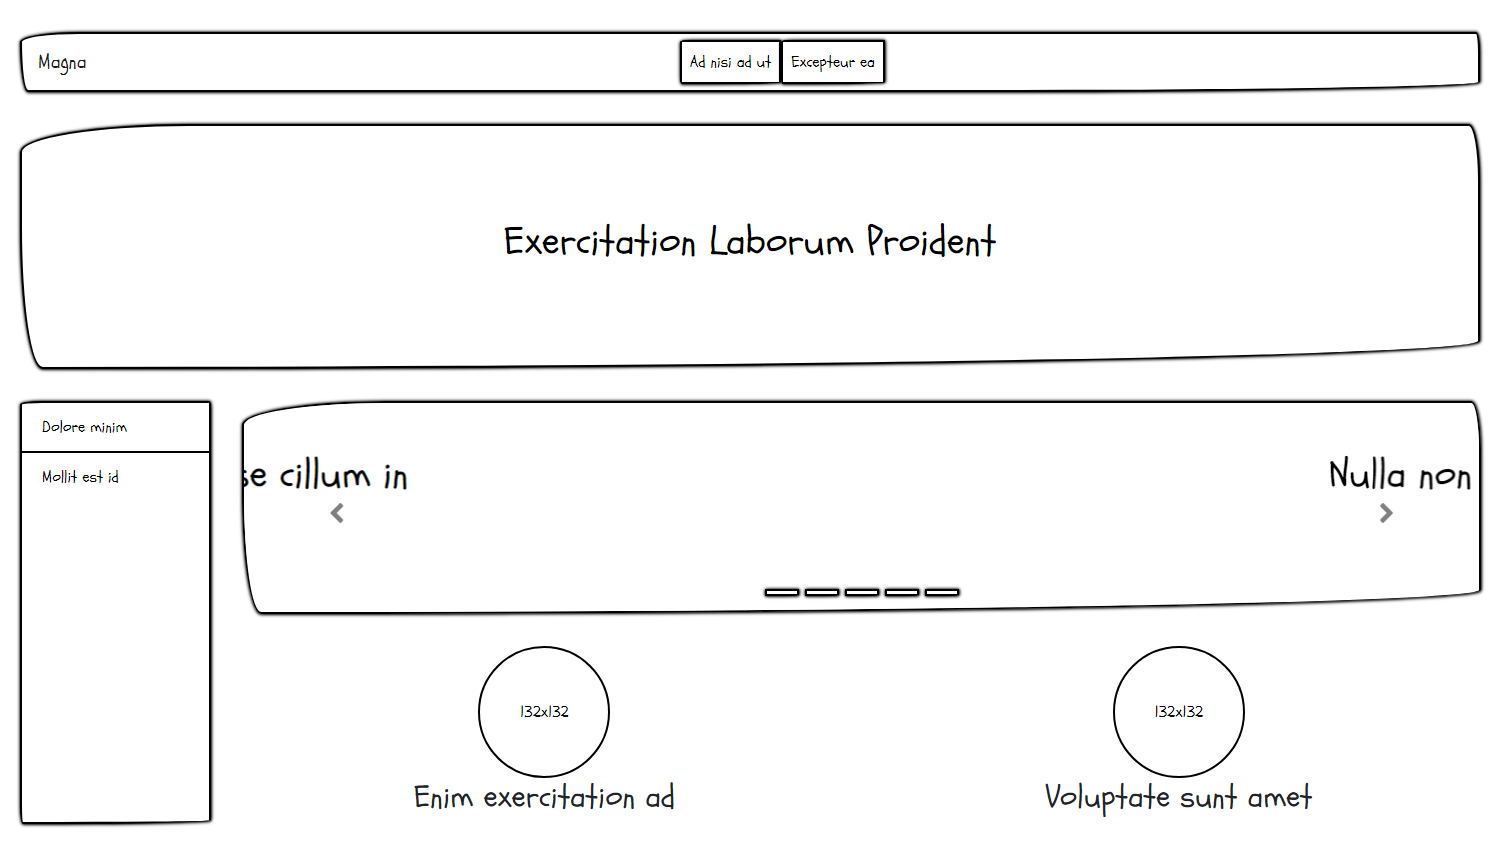 Magna
Ad nisi ad ut
Excepteur ea
Exercitation Laborum Proident
Dolore minim
Mollit est id
cillum in
Nulla non
132x132
132x132
Enim exercitation ad
Voluptate sunt amet